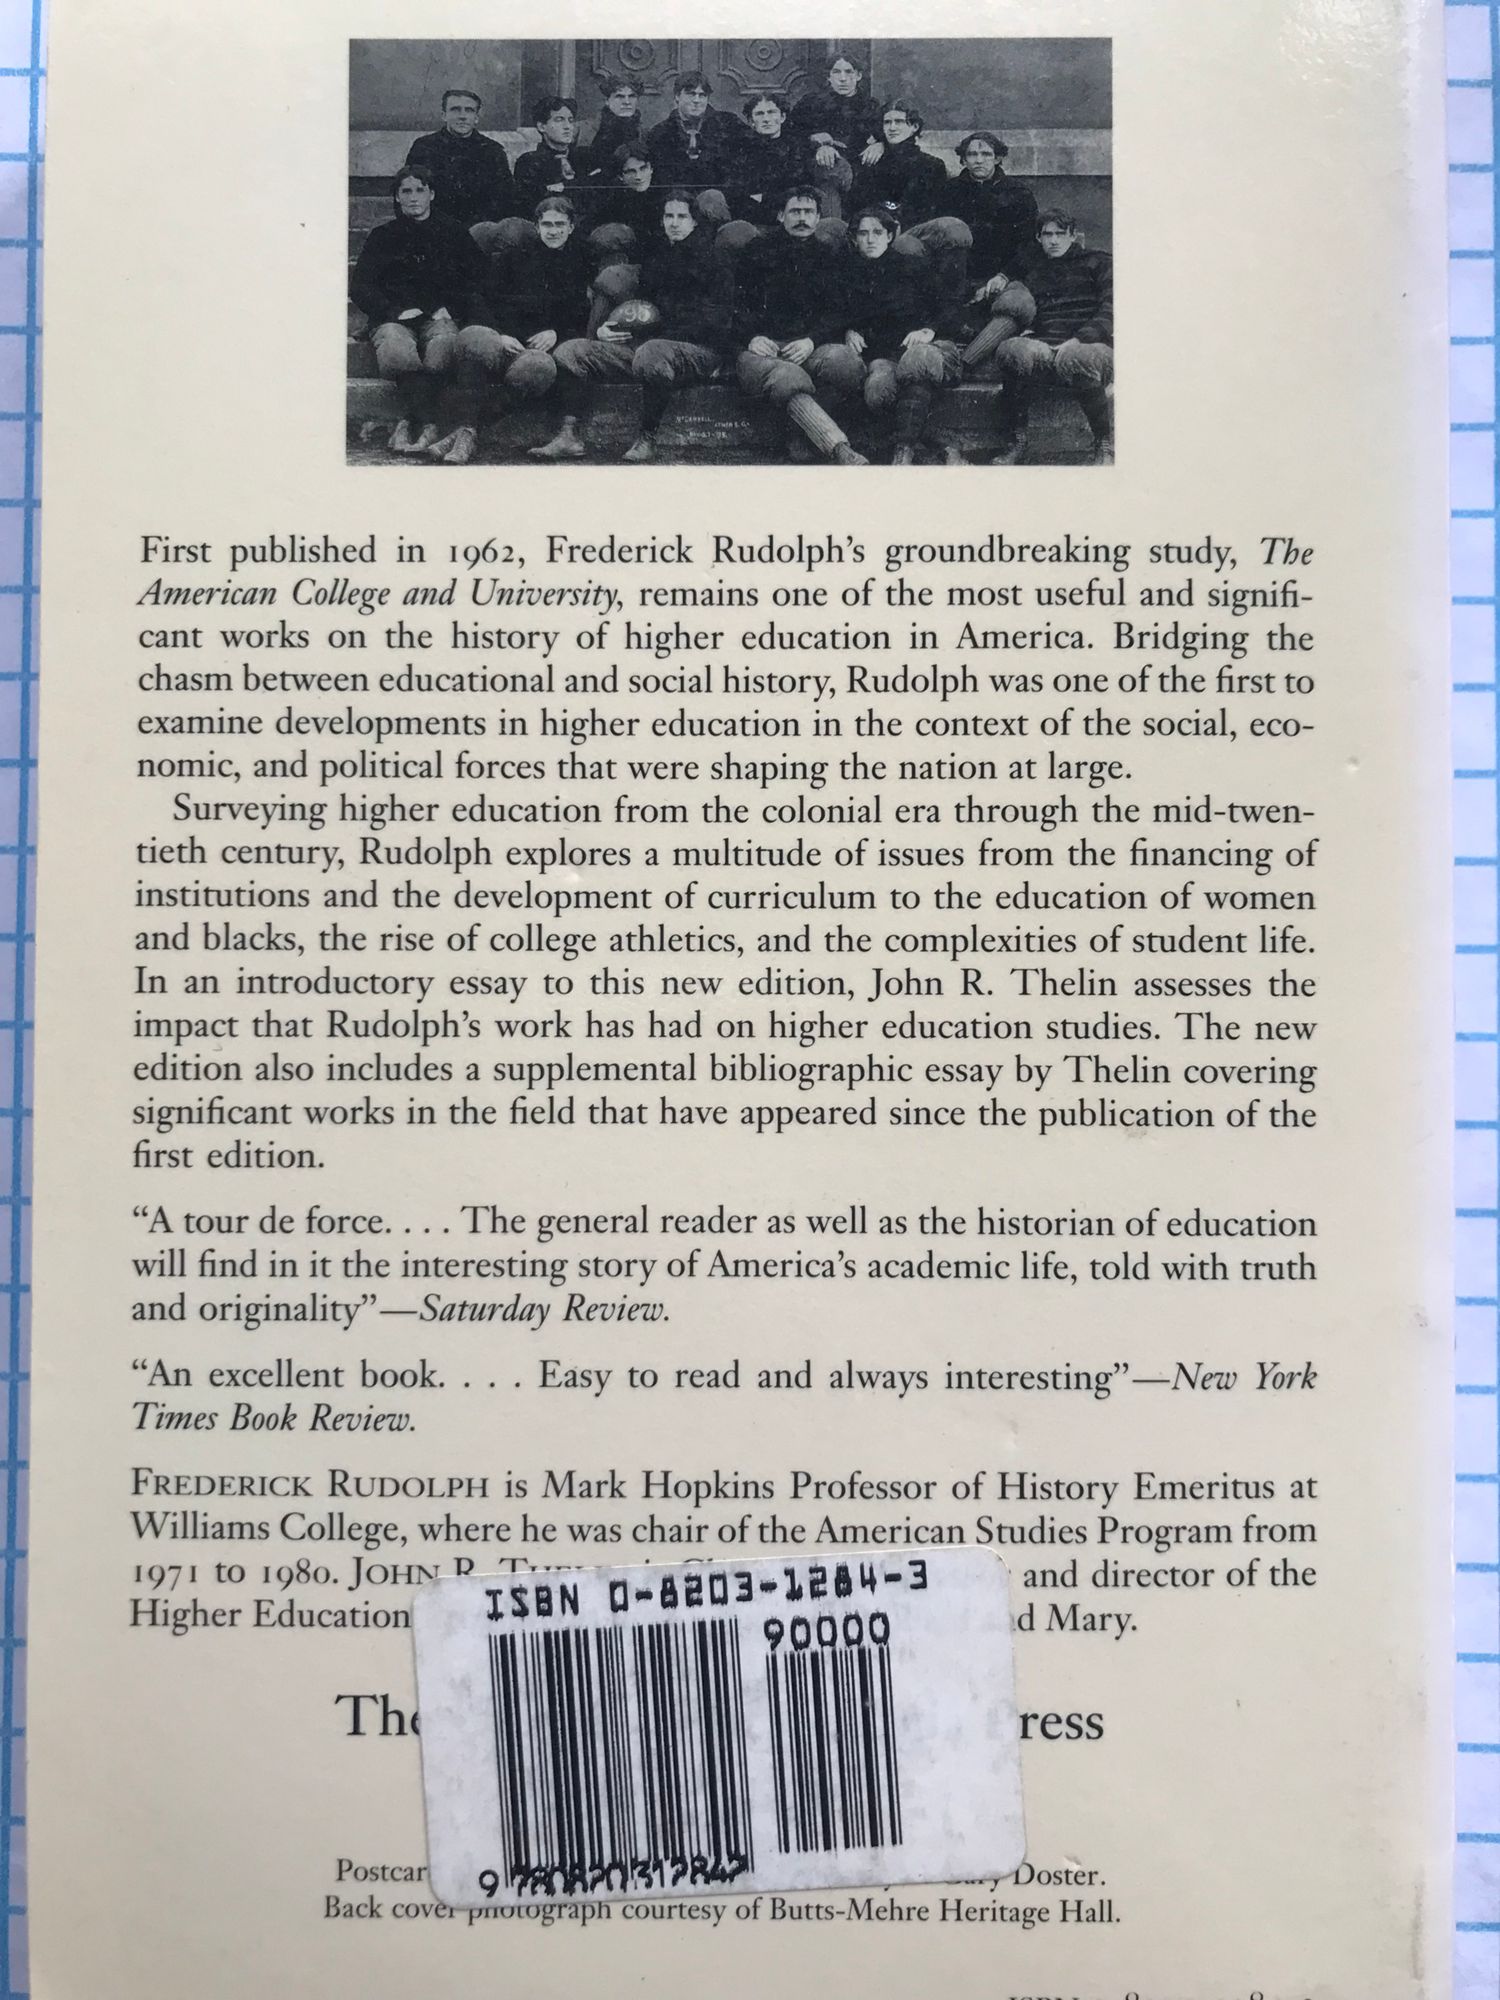 95
First published in 1962, Frederick Rudolph’s groundbreaking study, The
American College and University, remains one of the most useful and signifi-
cant works on the history of higher education in America. Bridging the
chasm between educational and social history, Rudolph was one of the first to
examine developments in higher education in the context of the social, eco-
nomic, and political forces that were shaping the nation at large.
Surveying higher education from the colonial era through the mid-twen-
tieth century, Rudolph explores a multitude of issues from the financing of
institutions and the development of curriculum to the education of women
and blacks, the rise of college athletics, and the complexities of student life.
In an introductory essay to this new edition, John R. Thelin assesses the
impact that Rudolph’s work has had on higher education studies. The new
edition also includes a supplemental bibliographic essay by Thelin covering
significant works in the field that have appeared since the publication of the
first edition.
“A tour de force. . . . The general reader as well as the historian of education
will find in it the interesting story of America’s academic life, told with truth
and originality”—Saturday Review.
“An excellent book. . . . Easy to read and always interesting”—New York
Times Book Review.
FREDERICK RUDOLPH is Mark Hopkins Professor of History Emeritus at
Williams College, where he was chair of the American Studies Program from
1971 to 1980. JOHN R. and director of the
Higher Education Mary.
ISBN 0-8203-1284-3
90000
9 780820 312842
Doster.
Back cover photograph courtesy of Butts-Mehre Heritage Hall.